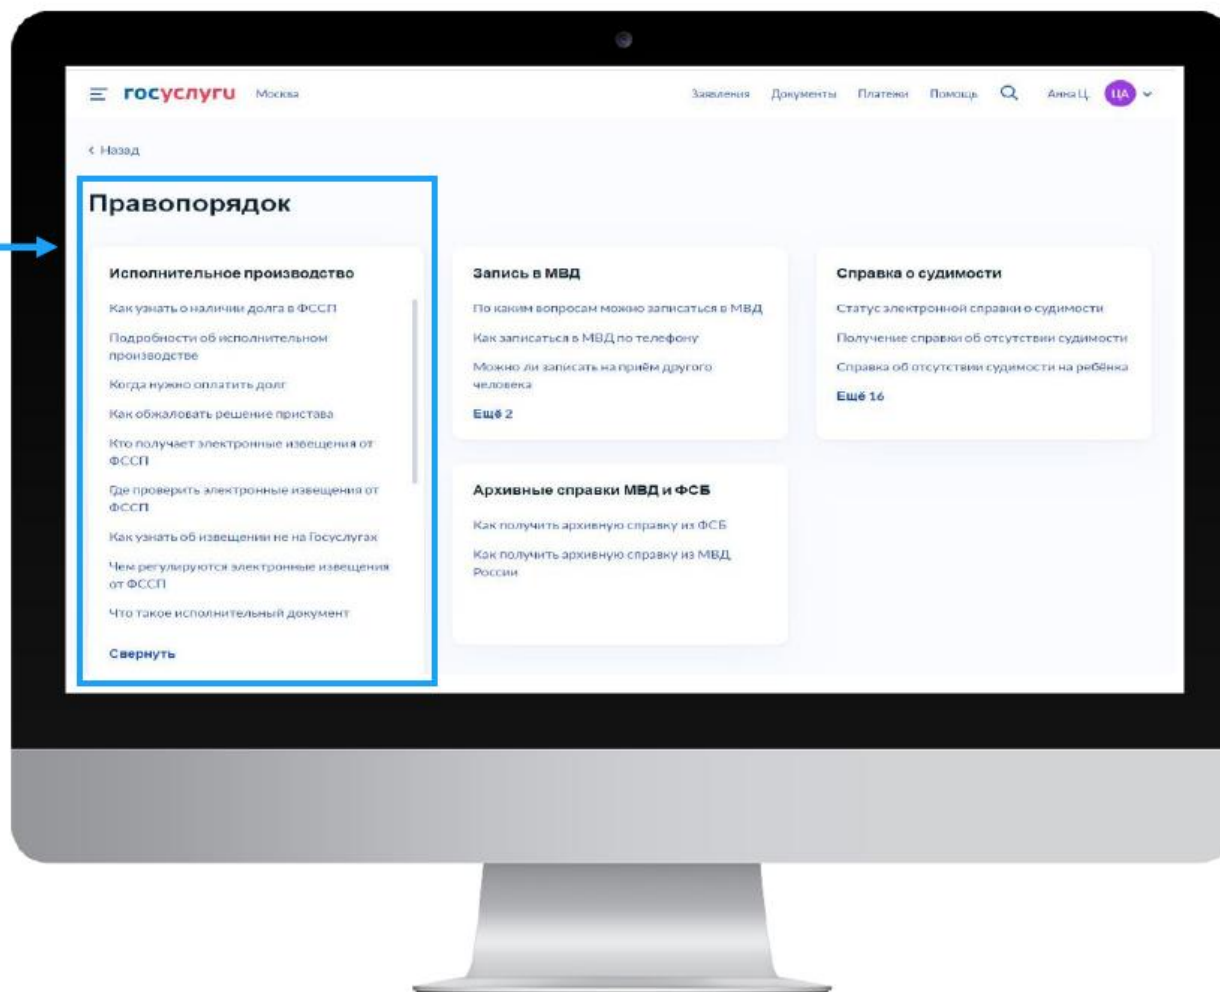 госуслуги Москва Заявления Документы Платежи Помощь Анна Ц. ЦА
Назад
Правопорядок
Исполнительное производство
Как узнать о наличии долга в ФССП
Подробности об исполнительном
производстве
Когда нужно оплатить долг
Как обжаловать решение пристава
Кто получает электронные извещения от
ФССП
Где проверить электронные извещения от
ФССП
Как узнать об извещении не на Госуслугах
Чем регулируются электронные извещения
от ФССП
Что такое исполнительный документ
Свернуть
Запись в МВД
По каким вопросам можно записаться в МВД
Как записаться в МВД по телефону
Можно ли записать на приём другого
человека
Ещё 2
Справка о судимости
Статус электронной справки о судимости
Получение справки об отсутствии судимости
Справка об отсутствии судимости на ребёнка
Ещё 16
Архивные справки МВД и ФСБ
Как получить архивную справку из ФСБ
Как получить архивную справку из МВД
России